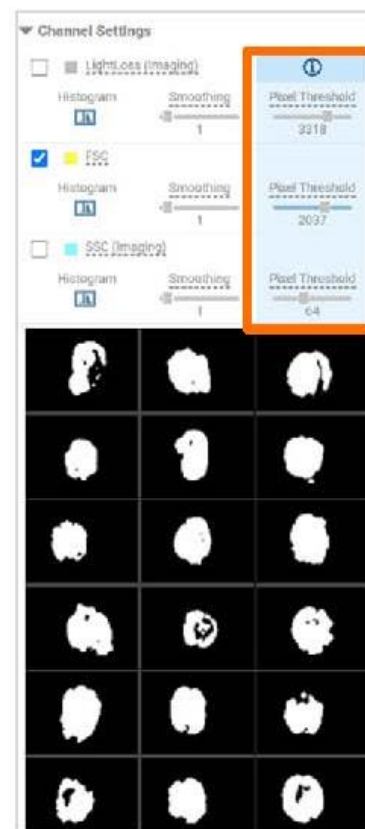 Channel Settings
LightLoss (Imaging)
Histogram Smoothing Pixel Threshold
1 3318
FSC
Histogram Smoothing Pixel Threshold
1 2037
SSC (Imaging)
Histogram Smoothing Pixel Threshold
1 64